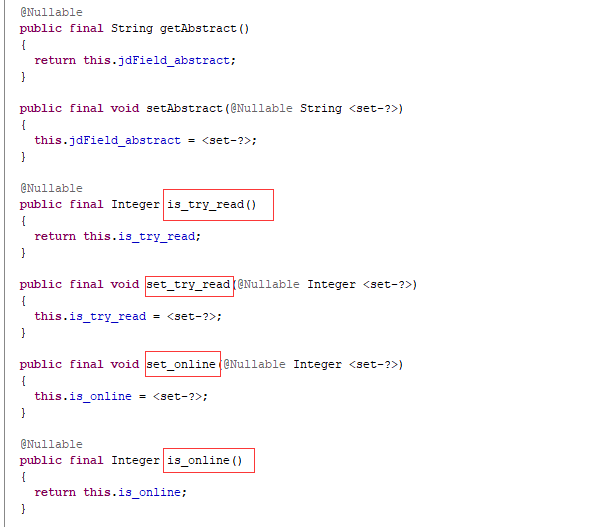 @Nullable
public final String getAbstract()
{
  return this.jdField_abstract;
}
public final void setAbstract(@Nullable String <set-?>)
{
  this.jdField_abstract = <set-?>;
}
@Nullable
public final Integer is_try_read()
{
  return this.is_try_read;
}
public final void set_try_read(@Nullable Integer <set-?>)
{
  this.is_try_read = <set-?>;
}
public final void set_online(@Nullable Integer <set-?>)
{
  this.is_online = <set-?>;
}
@Nullable
public final Integer is_online()
{
  return this.is_online;
}